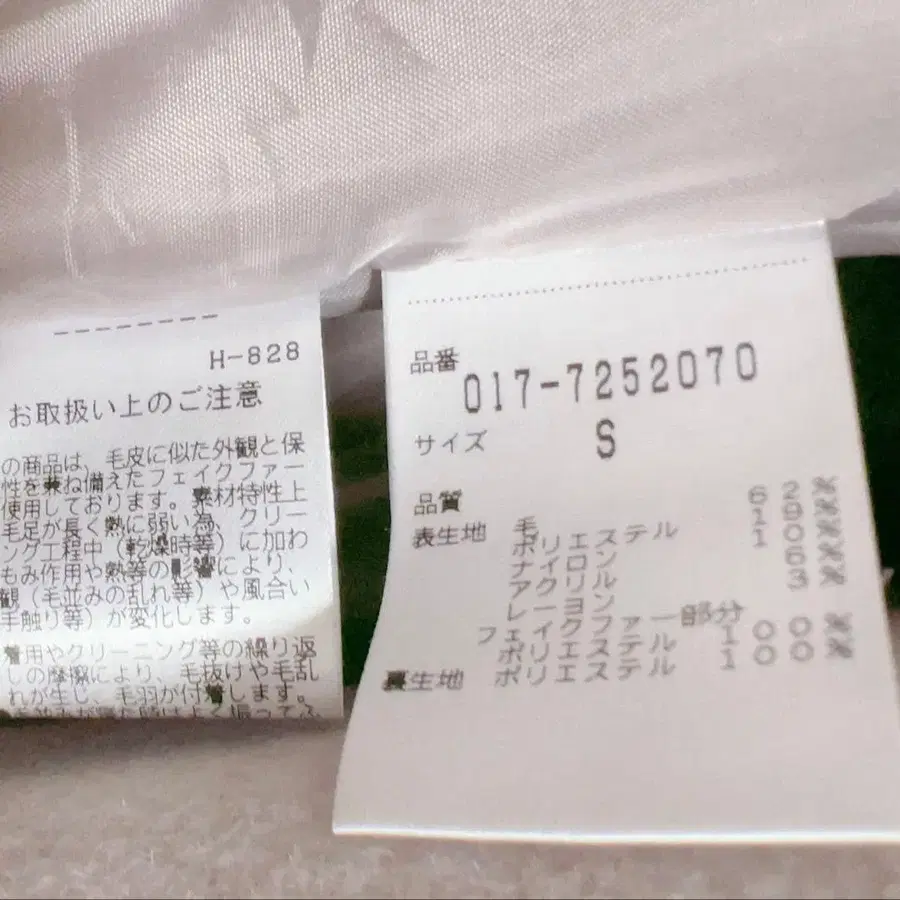 H-828
お取扱い上のご注意
の商品は、毛皮に似た外観と保
性を兼ね備えたフェイクファー
使用しております。素材特性上
毛足が長く熱に弱い為、クリー
ング工程中(乾燥時等)に加わ
もみ作用や熱等の影響により、
観(毛並みの乱れ等)や風合い
手触り等)が変化します。
着用やクリーニング等の繰り返
しの摩擦により、毛抜けや毛乱
れが生じ、毛羽が付着します。
品番
017-7252070
サイズ S
品質
表生地 毛 62%
ポリエステル 19%
ナイロン 10%
アクリル 6%
レーヨン 3%
フェイクファー部分
ポリエステル 100%
裏生地 ポリエステル 100%